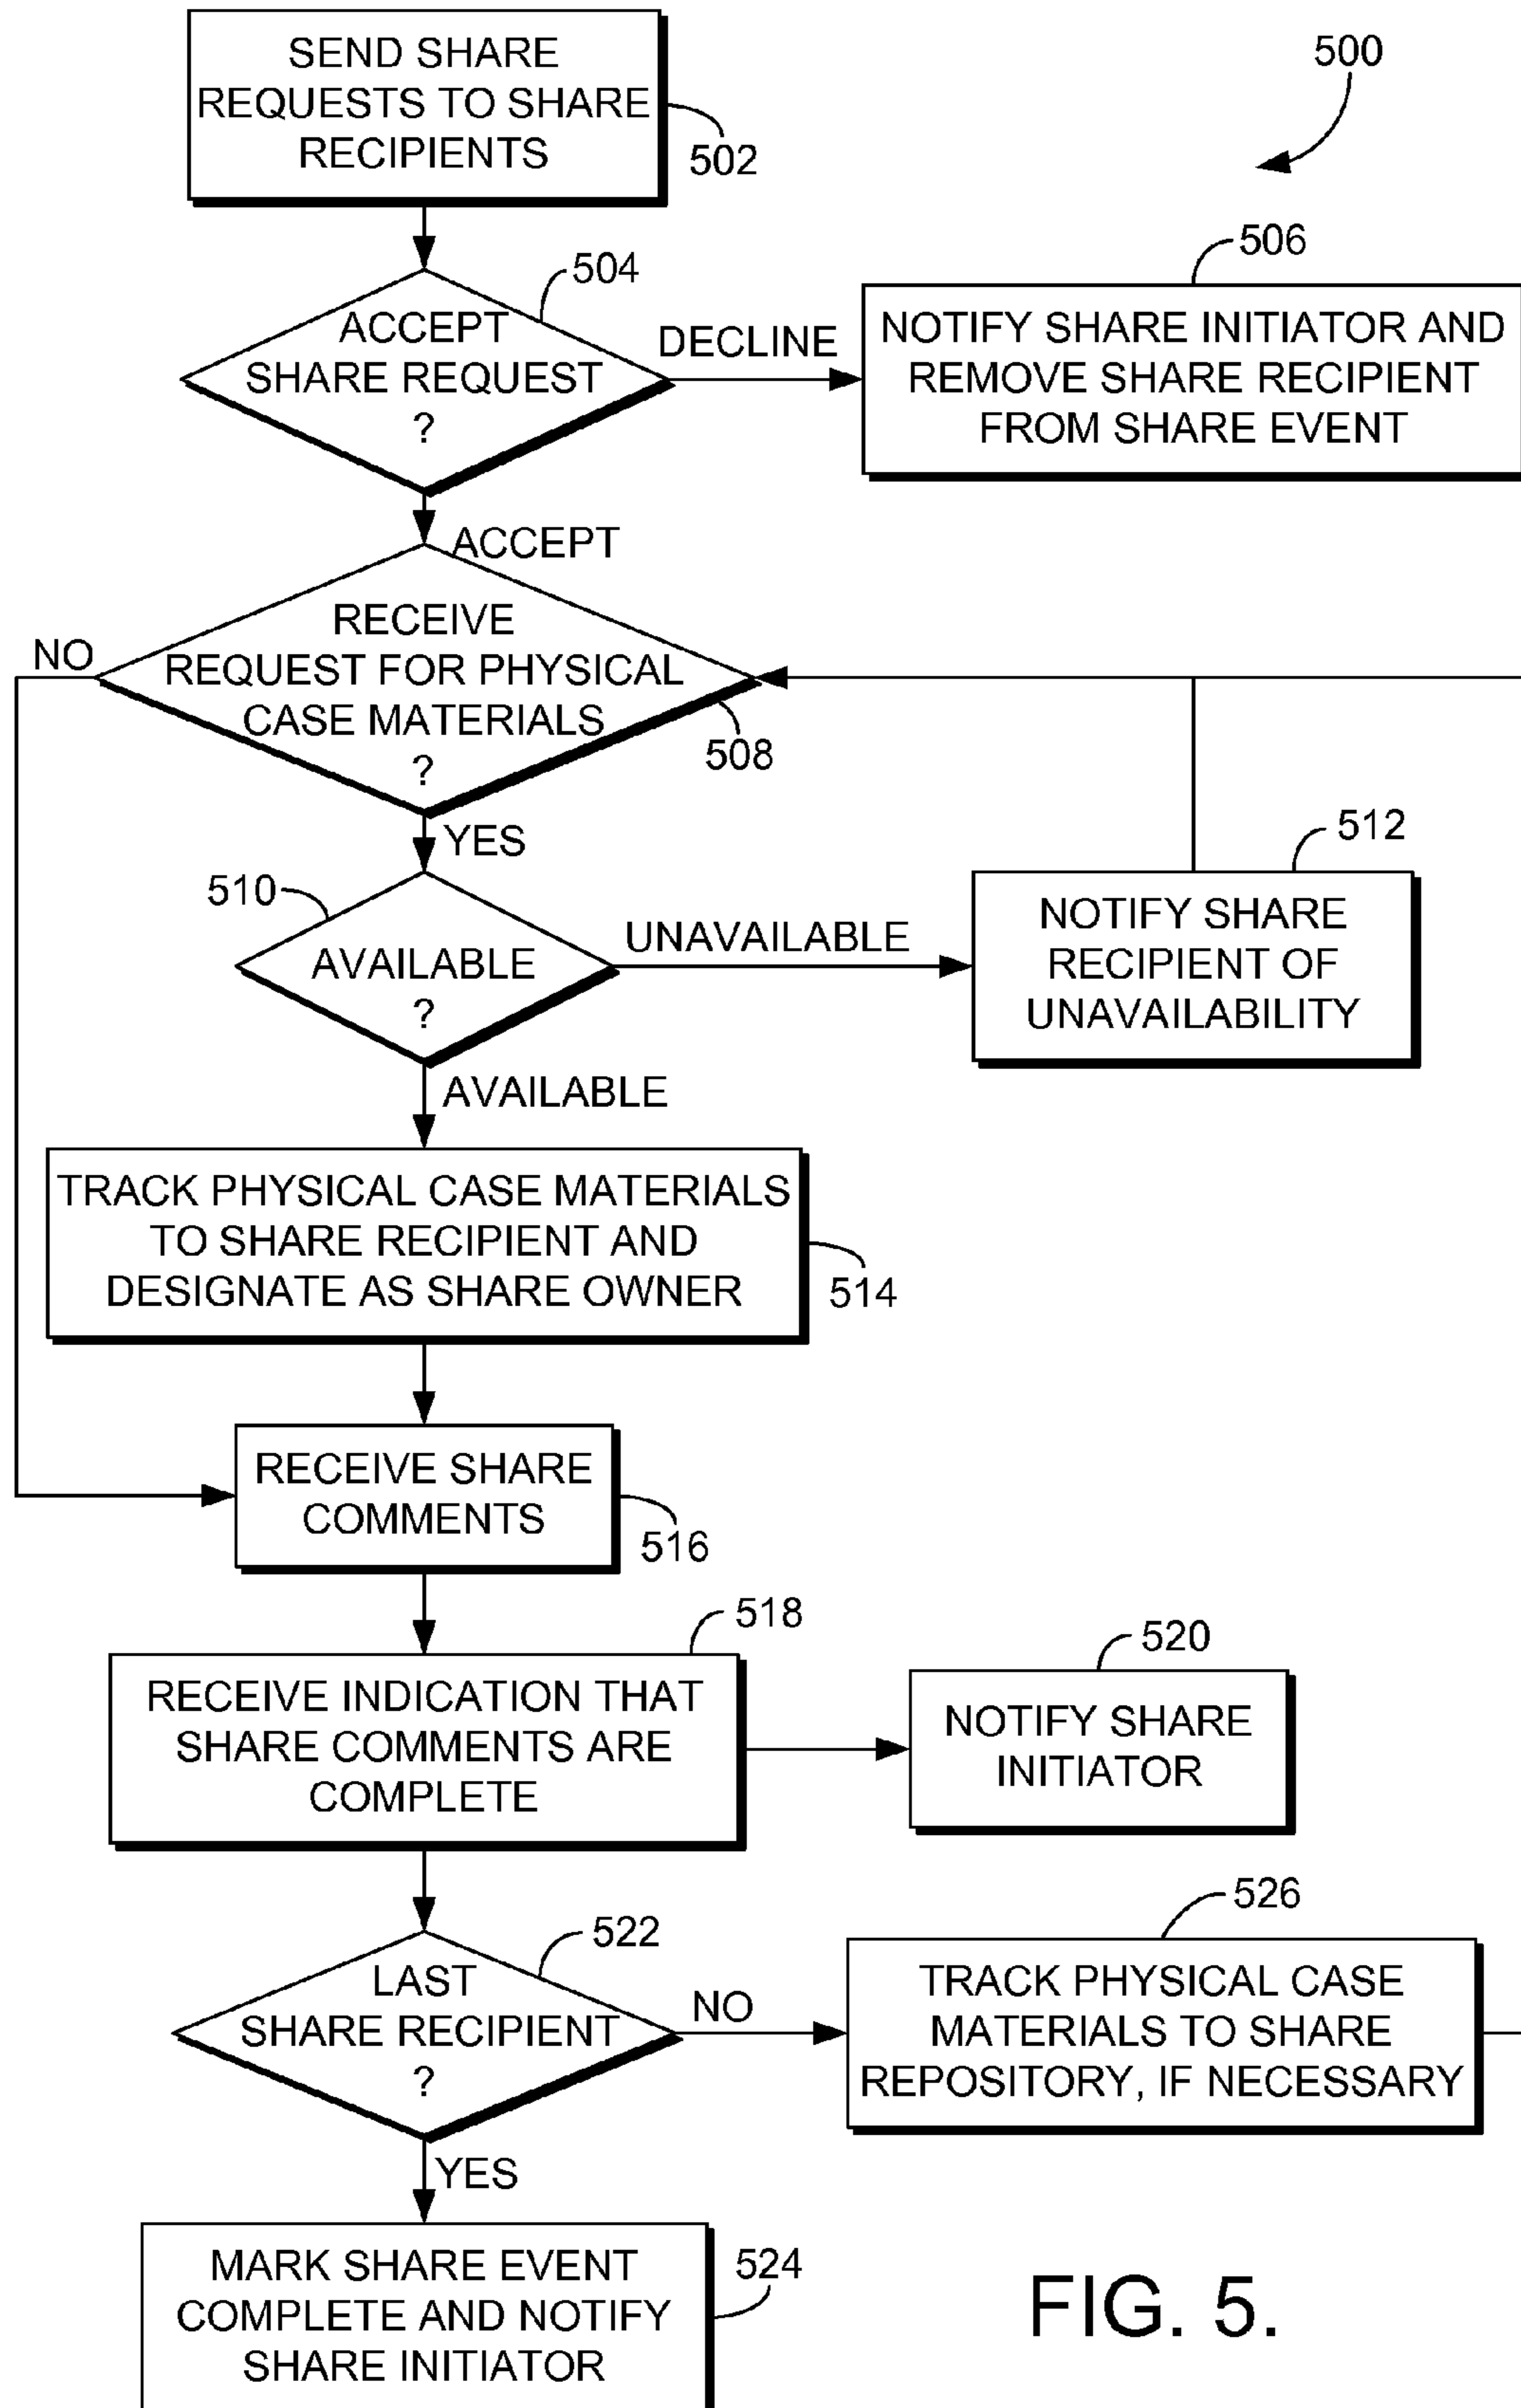 SEND SHARE
REQUESTS TO SHARE
RECIPIENTS
502
500
504
ACCEPT
SHARE REQUEST
?
DECLINE
506
NOTIFY SHARE INITIATOR AND
REMOVE SHARE RECIPIENT
FROM SHARE EVENT
ACCEPT
RECEIVE
REQUEST FOR PHYSICAL
CASE MATERIALS
?
508
NO
YES
510
AVAILABLE
?
UNAVAILABLE
512
NOTIFY SHARE
RECIPIENT OF
UNAVAILABILITY
AVAILABLE
TRACK PHYSICAL CASE MATERIALS
TO SHARE RECIPIENT AND
DESIGNATE AS SHARE OWNER
514
RECEIVE SHARE
COMMENTS
516
518
RECEIVE INDICATION THAT
SHARE COMMENTS ARE
COMPLETE
520
NOTIFY SHARE
INITIATOR
522
LAST
SHARE RECIPIENT
?
NO
526
TRACK PHYSICAL CASE
MATERIALS TO SHARE
REPOSITORY, IF NECESSARY
YES
MARK SHARE EVENT
COMPLETE AND NOTIFY
SHARE INITIATOR
524
FIG. 5.